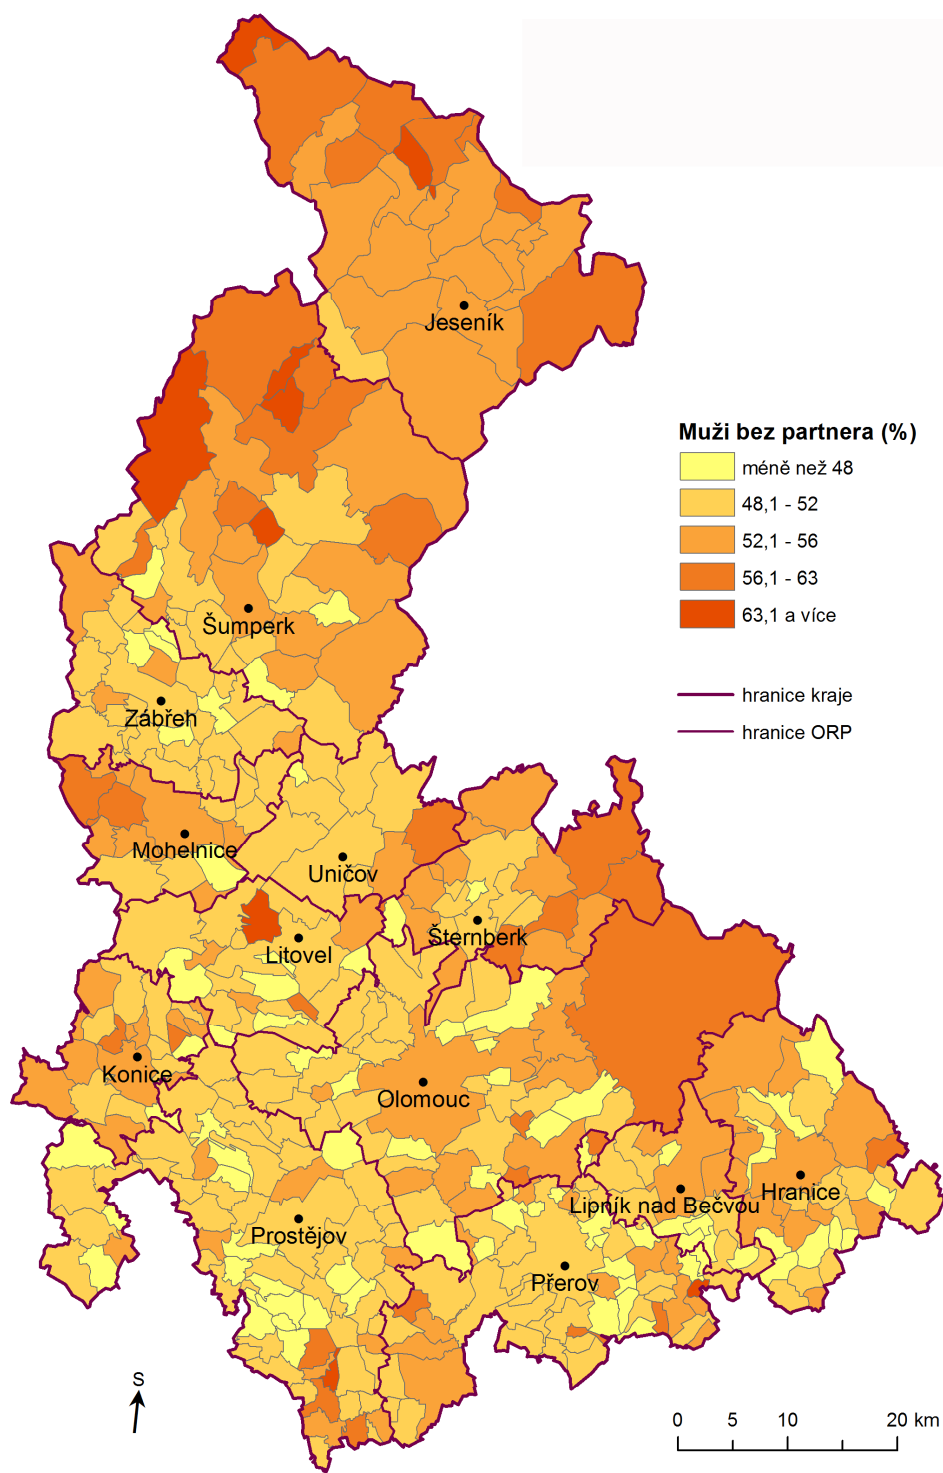 Jeseník
Muži bez partnera (%)
méně než 48
48,1 - 52
52,1 - 56
56,1 - 63
63,1 a více
Šumperk
hranice kraje
Zábřeh
hranice ORP
Mohelnice
Uničov
Šternberk
Litovel
Konice
Olomouc
Hranice
Lipník nad Bečvou
Prostějov
Přerov
S
0 5 10 20 km